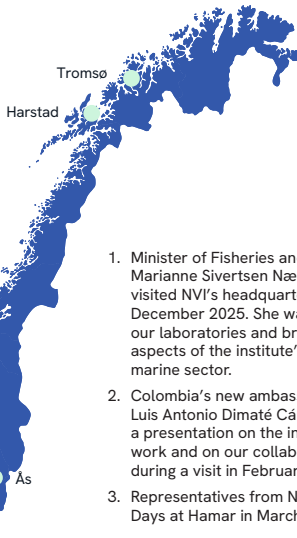 Tromsø
Harstad
1. Minister of Fisheries and
Marianne Sivertsen Næ
visited NVI's headquart
December 2025. She wa
our laboratories and br
aspects of the institute'
marine sector.
2. Colombia's new ambas
Luis Antonio Dimaté Cá
a presentation on the in
work and on our collab
during a visit in Februar
Ås
3. Representatives from N
Days at Hamar in March